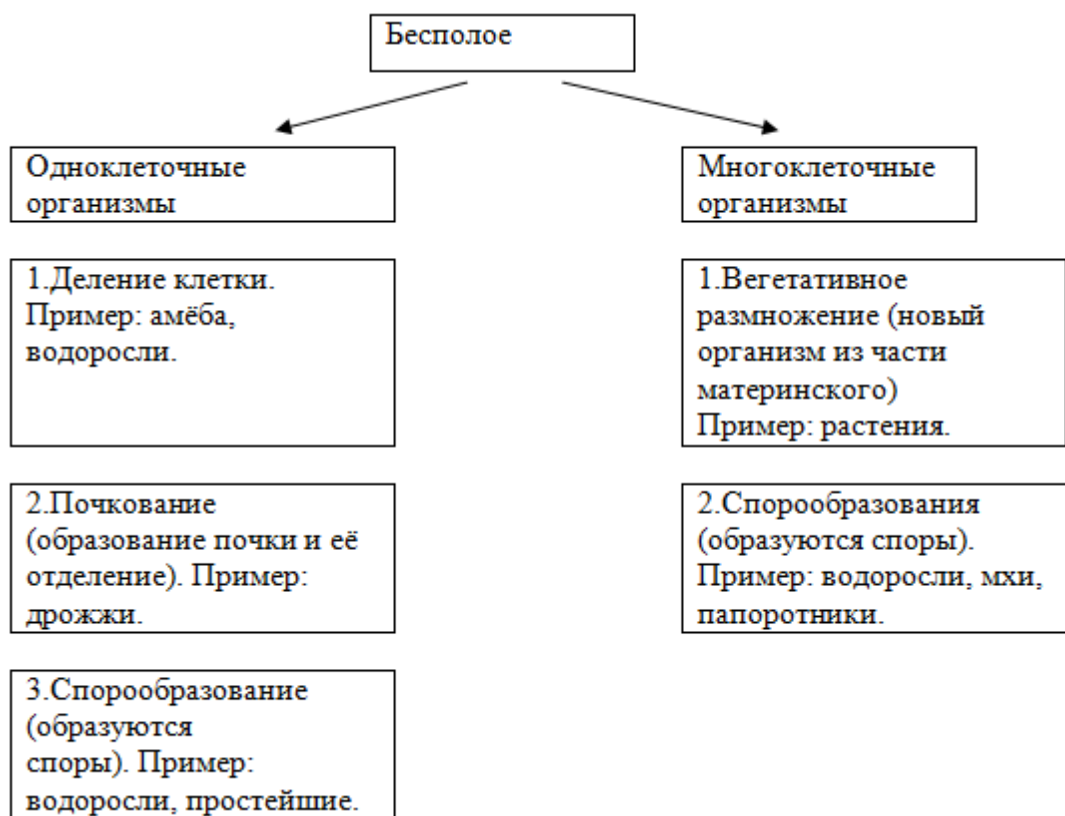 Бесполое
Одноклеточные
организмы
1.Деление клетки.
Пример: амёба,
водоросли.
2.Почкование
(образование почки и её
отделение). Пример:
дрожжи.
3.Спорообразование
(образуются
споры). Пример:
водоросли, простейшие.
Многоклеточные
организмы
1.Вегетативное
размножение (новый
организм из части
материнского)
Пример: растения.
2.Спорообразования
(образуются споры).
Пример: водоросли, мхи,
папоротники.